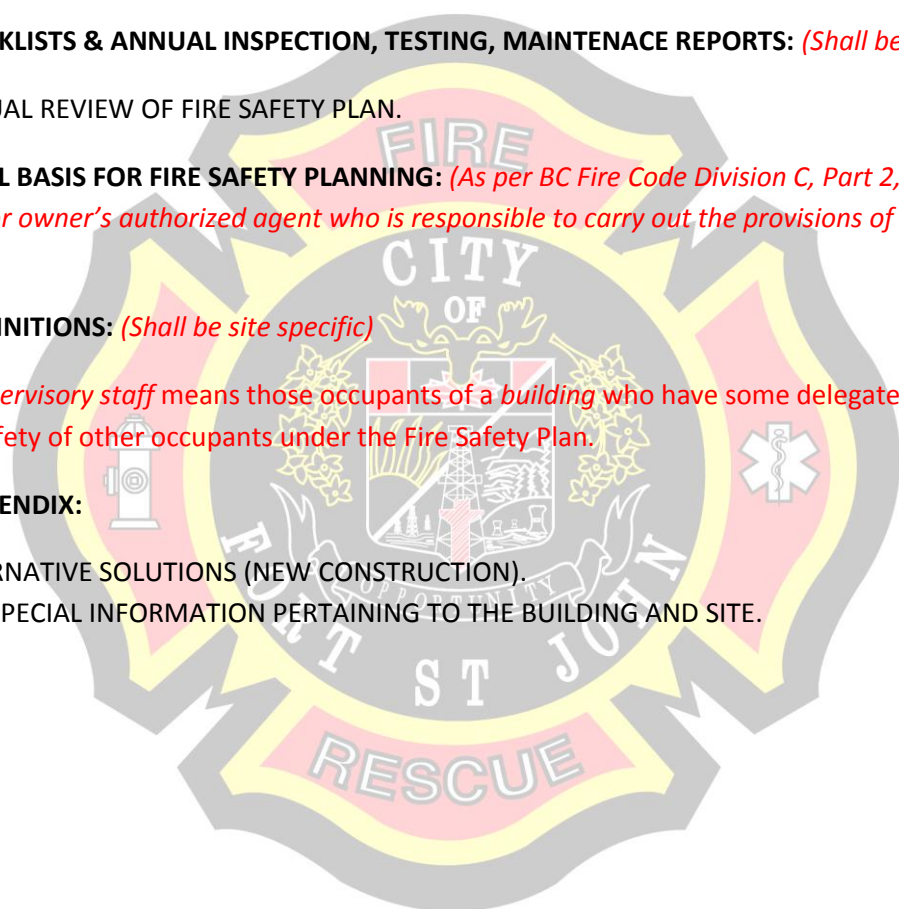 KLISTS & ANNUAL INSPECTION, TESTING, MAINTENACE REPORTS: (Shall be
UAL REVIEW OF FIRE SAFETY PLAN.
L BASIS FOR FIRE SAFETY PLANNING: (As per BC Fire Code Division C, Part 2,
or owner's authorized agent who is responsible to carry out the provisions of
INITIONS: (Shall be site specific)
ervisory staff means those occupants of a building who have some delegate
fety of other occupants under the Fire Safety Plan.
ENDIX:
RNATIVE SOLUTIONS (NEW CONSTRUCTION).
SPECIAL INFORMATION PERTAINING TO THE BUILDING AND SITE.
FIRE
CITY
OF
OPPORTUNITY
FORT ST JOHN
RESCUE